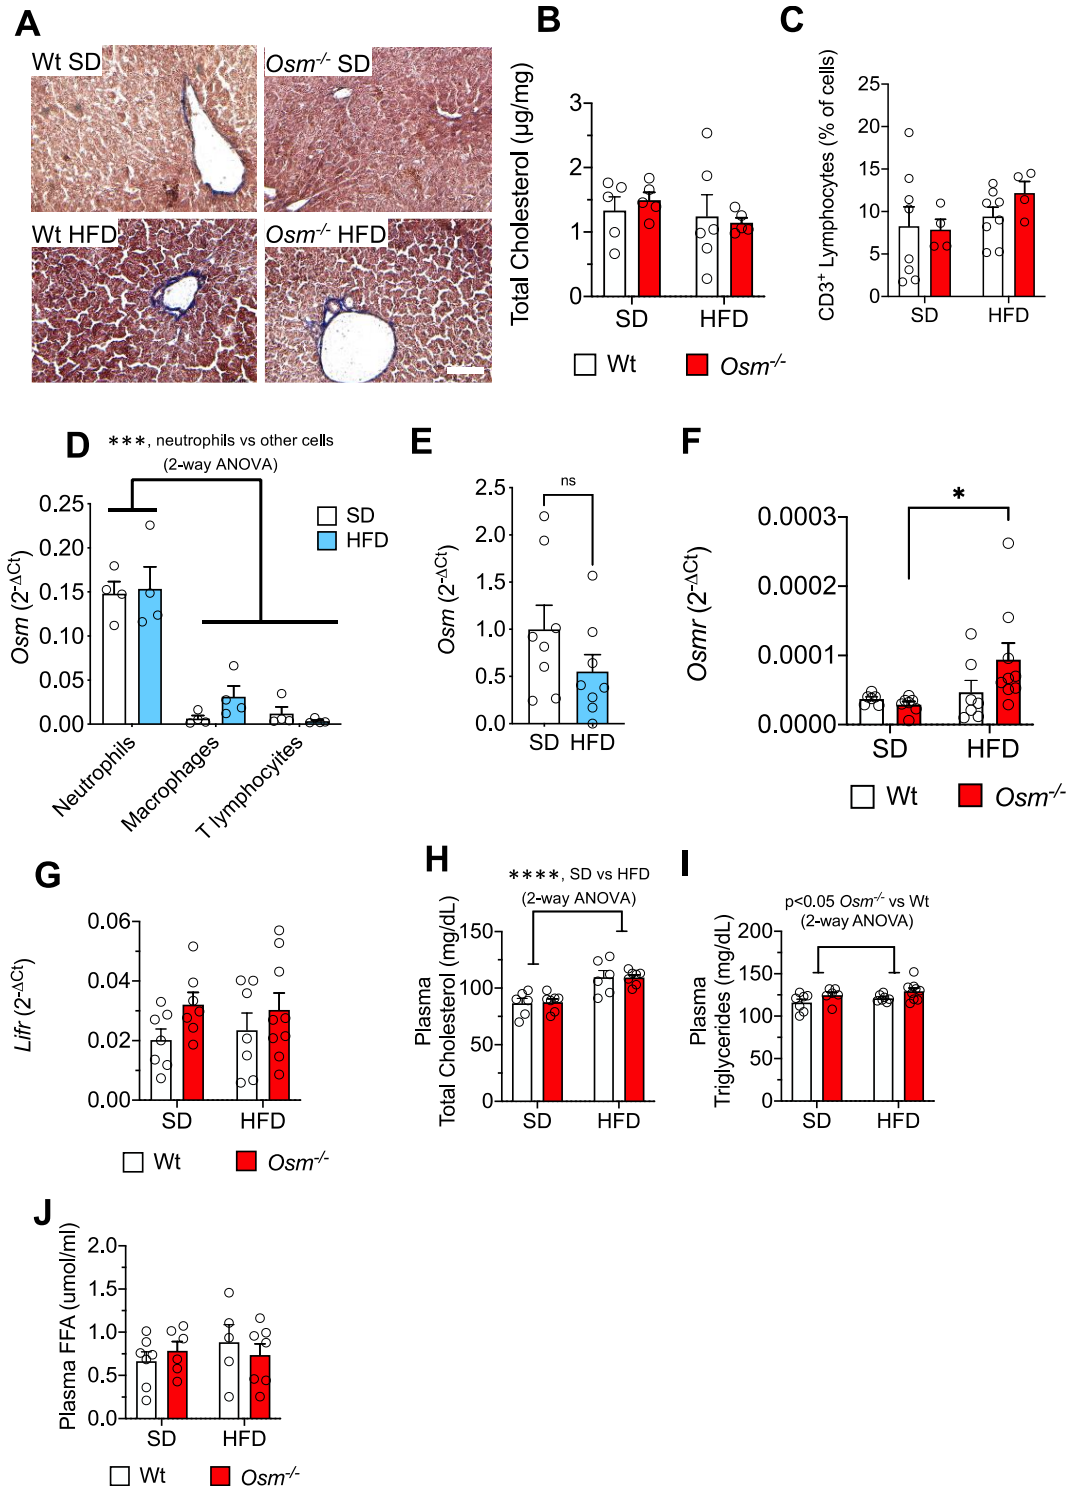 A
Wt SD
Osm-/- SD
Wt HFD
Osm-/- HFD
B
Total Cholesterol (µg/mg)
3
2
1
0
SD
HFD
Wt
Osm-/-
C
CD3+ Lymphocytes (% of cells)
25
20
15
10
5
0
SD
HFD
D
***, neutrophils vs other cells
(2-way ANOVA)
Osm (2-ΔCt)
0.25
0.20
0.15
0.10
0.05
0.00
SD
HFD
Neutrophils
Macrophages
T lymphocyites
E
ns
Osm (2-ΔCt)
2.5
2.0
1.5
1.0
0.5
0.0
SD
HFD
F
*
Osmr (2-ΔCt)
0.0003
0.0002
0.0001
0.0000
SD
HFD
Wt
Osm-/-
G
Lifr (2-ΔCt)
0.06
0.04
0.02
0.00
SD
HFD
Wt
Osm-/-
H
****, SD vs HFD
(2-way ANOVA)
Plasma
Total Cholesterol (mg/dL)
150
100
50
0
SD
HFD
I
p<0.05 Osm-/- vs Wt
(2-way ANOVA)
Plasma
Triglycerides (mg/dL)
200
150
100
50
0
SD
HFD
J
Plasma FFA (umol/ml)
2.0
1.5
1.0
0.5
0.0
SD
HFD
Wt
Osm-/-